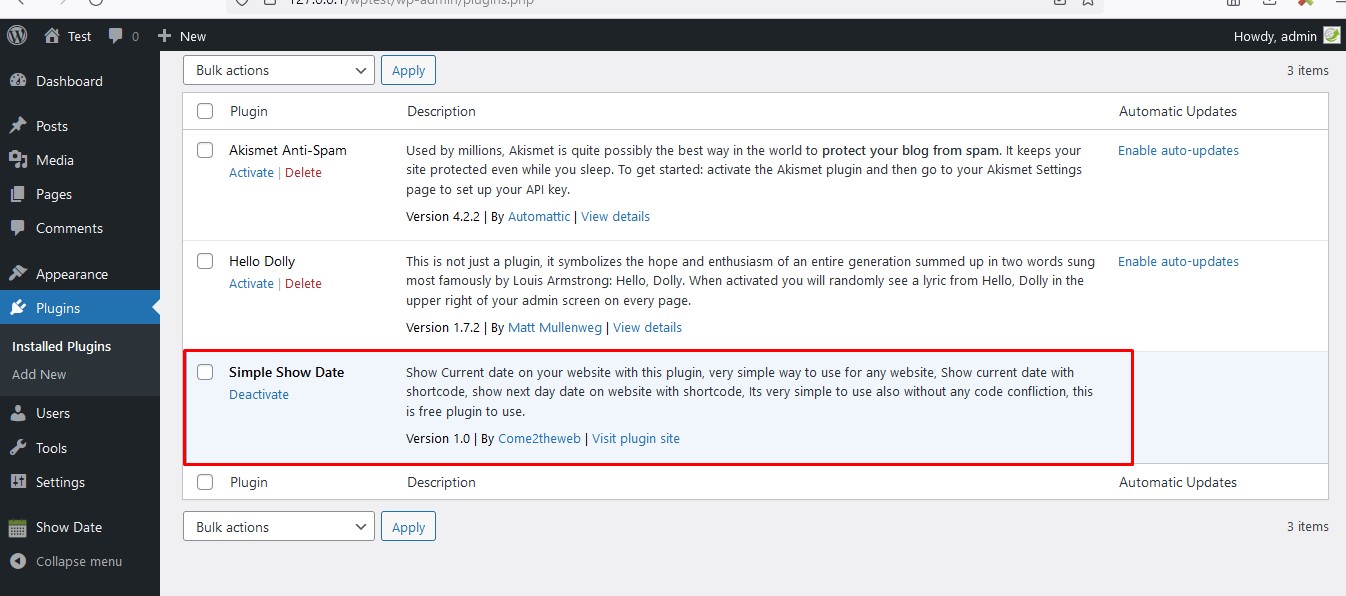 127.0.0.1/wptest/wp-admin/plugins.php
Test 0 New Howdy, admin
Dashboard
Posts
Media
Pages
Comments
Appearance
Plugins
Installed Plugins
Add New
Users
Tools
Settings
Show Date
Collapse menu
Bulk actions Apply 3 items
Plugin Description Automatic Updates
Akismet Anti-Spam
Activate | Delete
Used by millions, Akismet is quite possibly the best way in the world to protect your blog from spam. It keeps your
site protected even while you sleep. To get started: activate the Akismet plugin and then go to your Akismet Settings
page to set up your API key.
Version 4.2.2 | By Automattic | View details
Enable auto-updates
Hello Dolly
Activate | Delete
This is not just a plugin, it symbolizes the hope and enthusiasm of an entire generation summed up in two words sung
most famously by Louis Armstrong: Hello, Dolly. When activated you will randomly see a lyric from Hello, Dolly in the
upper right of your admin screen on every page.
Version 1.7.2 | By Matt Mullenweg | View details
Enable auto-updates
Simple Show Date
Deactivate
Show Current date on your website with this plugin, very simple way to use for any website, Show current date with
shortcode, show next day date on website with shortcode, Its very simple to use also without any code confliction, this
is free plugin to use.
Version 1.0 | By Come2theweb | Visit plugin site
Plugin Description Automatic Updates
Bulk actions Apply 3 items